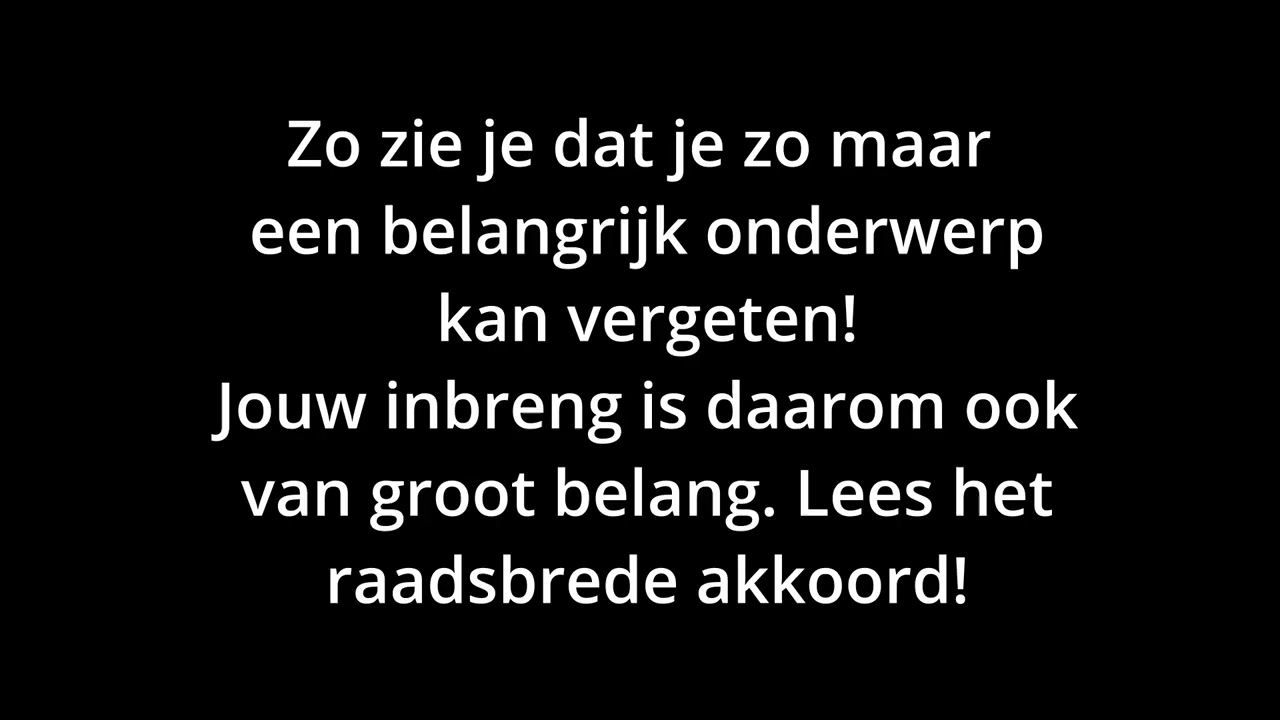 Zo zie je dat je zo maar
een belangrijk onderwerp
kan vergeten!
Jouw inbreng is daarom ook
van groot belang. Lees het
raadsbrede akkoord!